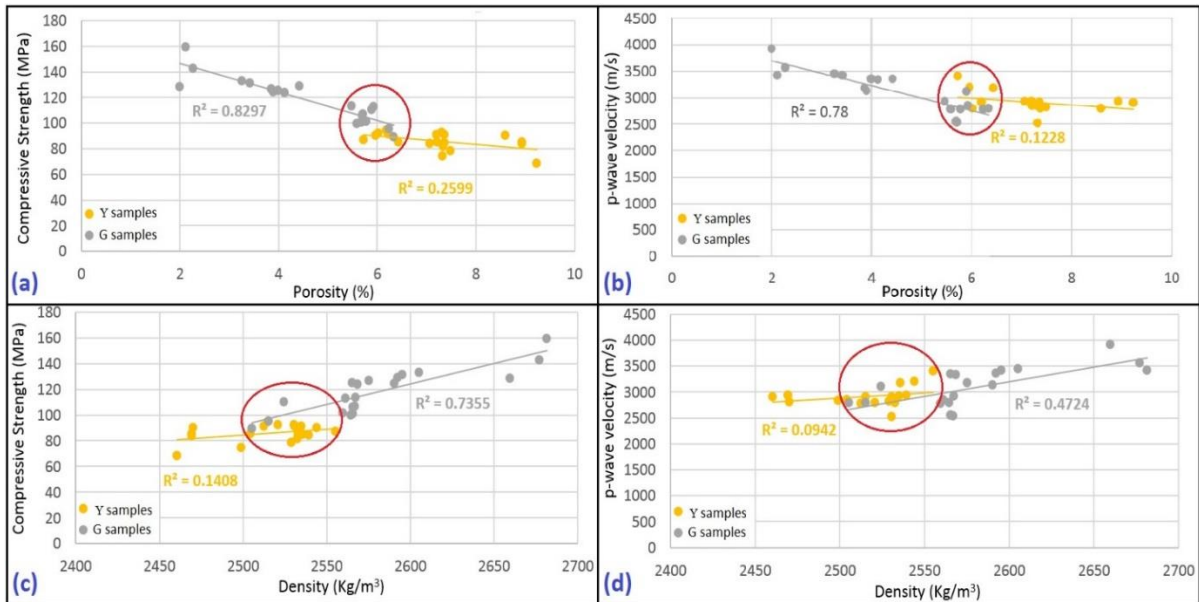 Compressive Strength (MPa)
180
160
140
120
100
80
60
40
20
0
R² = 0.8297
R² = 0.2599
Y samples
G samples
0 2 4 6 8 10
Porosity (%)
(a)
p-wave velocity (m/s)
4500
4000
3500
3000
2500
2000
1500
1000
500
0
R² = 0.78
R² = 0.1228
Y samples
G samples
0 2 4 6 8 10
Porosity (%)
(b)
Compressive Strength (MPa)
180
160
140
120
100
80
60
40
20
0
R² = 0.7355
R² = 0.1408
Y samples
G samples
2400 2450 2500 2550 2600 2650 2700
Density (Kg/m³)
(c)
p-wave velocity (m/s)
4500
4000
3500
3000
2500
2000
1500
1000
500
0
R² = 0.4724
R² = 0.0942
Y samples
G samples
2400 2450 2500 2550 2600 2650 2700
Density (Kg/m³)
(d)